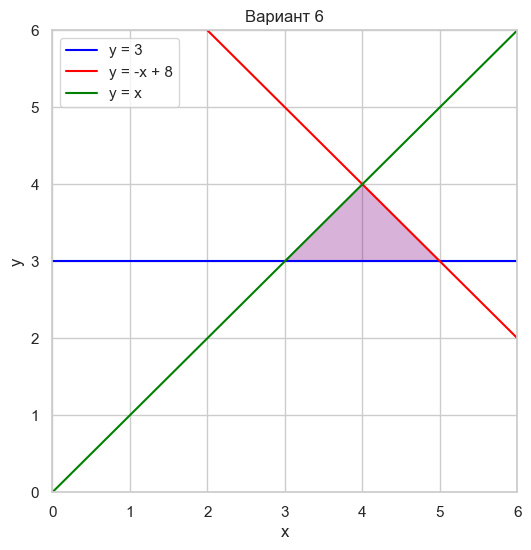 Вариант 6
y = 3
y = -x + 8
y = x
y
6
5
4
3
2
1
0
0 1 2 3 4 5 6
x